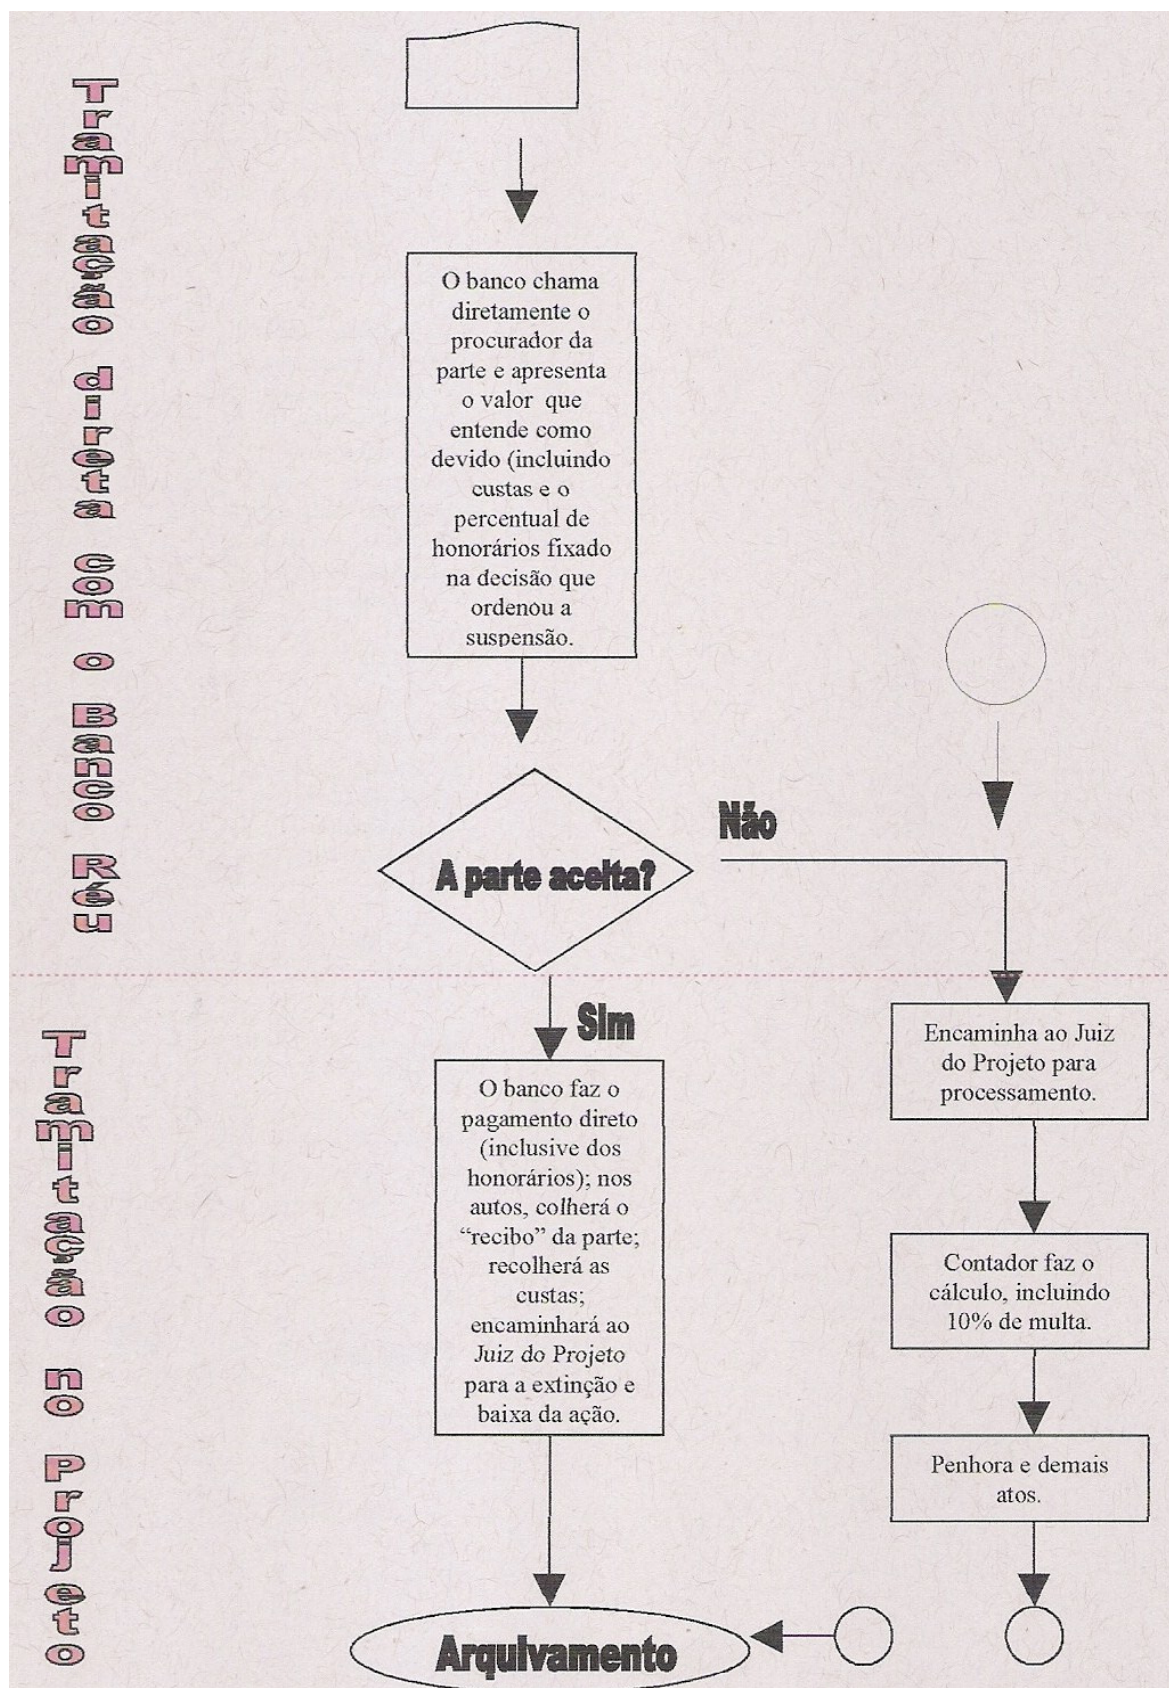 Tramitação direta com o Banco Réu
O banco chama
diretamente o
procurador da
parte e apresenta
o valor que
entende como
devido (incluindo
custas e o
percentual de
honorários fixado
na decisão que
ordenou a
suspensão.
A parte aceita?
Não
Sim
Tramitação no Projeto
O banco faz o
pagamento direto
(inclusive dos
honorários); nos
autos, colherá o
“recibo” da parte;
recolherá as
custas;
encaminhará ao
Juiz do Projeto
para a extinção e
baixa da ação.
Encaminha ao Juiz
do Projeto para
processamento.
Contador faz o
cálculo, incluindo
10% de multa.
Penhora e demais
atos.
Arquivamento